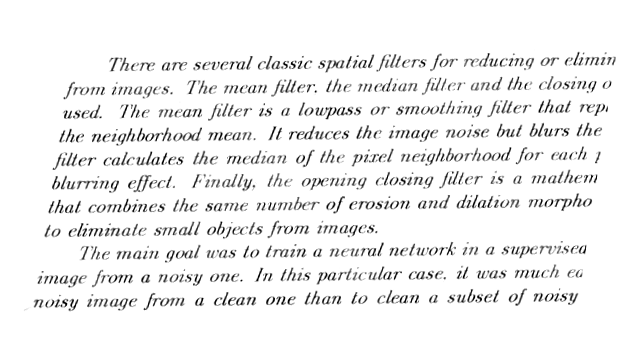 There are several classic spatial filters for reducing or elimin
from images. The mean filter, the median filter and the closing o
used. The mean filter is a lowpass or smoothing filter that repl
the neighborhood mean. It reduces the image noise but blurs the
filter calculates the median of the pixel neighborhood for each
blurring effect. Finally, the opening closing filter is a mathem
that combines the same number of erosion and dilation morpho
to eliminate small objects from images.
The main goal was to train a neural network in a supervised
image from a noisy one. In this particular case, it was much ea
noisy image from a clean one than to clean a subset of noisy